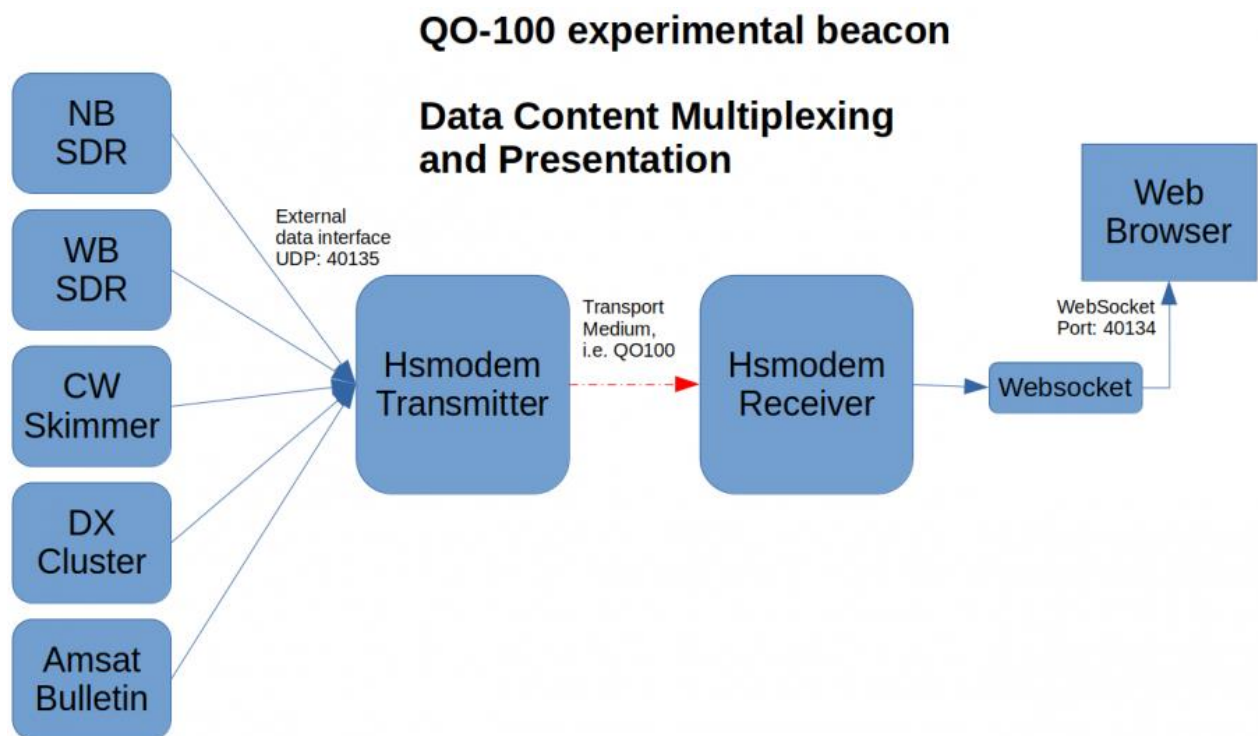 QO-100 experimental beacon
Data Content Multiplexing
and Presentation
NB
SDR
WB
SDR
CW
Skimmer
DX
Cluster
Amsat
Bulletin
External
data interface
UDP: 40135
Hsmodem
Transmitter
Transport
Medium,
i.e. QO100
Hsmodem
Receiver
Websocket
WebSocket
Port: 40134
Web
Browser